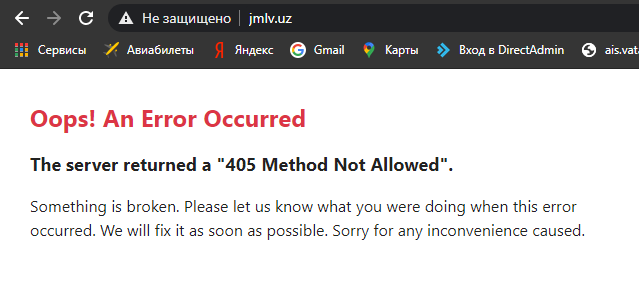 Не защищено jmlv.uz
Сервисы Авиабилеты Яндекс Gmail Карты Вход в DirectAdmin ais.vata
Oops! An Error Occurred
The server returned a "405 Method Not Allowed".
Something is broken. Please let us know what you were doing when this error
occurred. We will fix it as soon as possible. Sorry for any inconvenience caused.